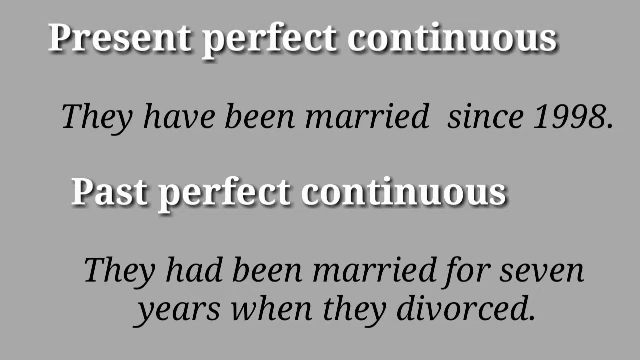 Present perfect continuous
They have been married since 1998.
Past perfect continuous
They had been married for seven
years when they divorced.